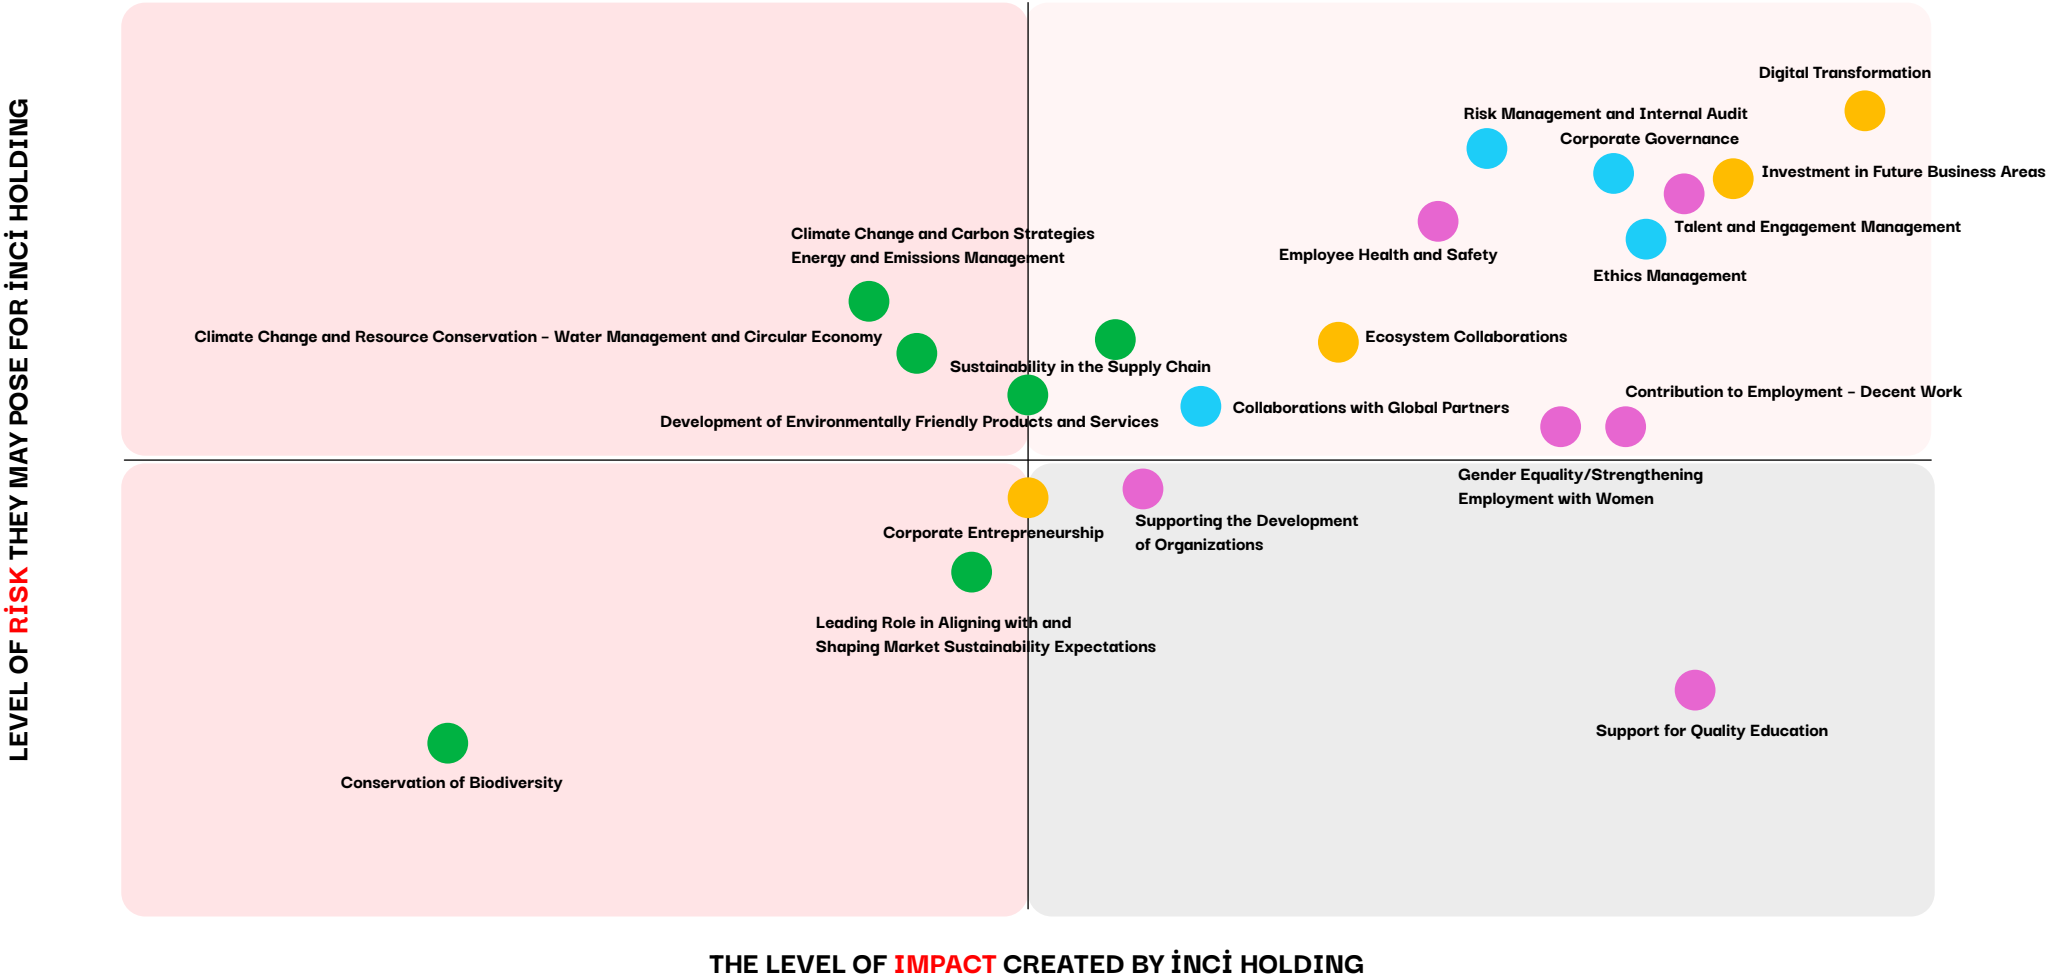 LEVEL OF RİSK THEY MAY POSE FOR İNCİ HOLDING
Digital Transformation
Risk Management and Internal Audit
Corporate Governance
Investment in Future Business Areas
Talent and Engagement Management
Climate Change and Carbon Strategies
Energy and Emissions Management
Employee Health and Safety
Ethics Management
Climate Change and Resource Conservation – Water Management and Circular Economy
Ecosystem Collaborations
Sustainability in the Supply Chain
Contribution to Employment – Decent Work
Collaborations with Global Partners
Development of Environmentally Friendly Products and Services
Gender Equality/Strengthening
Employment with Women
Supporting the Development
of Organizations
Corporate Entrepreneurship
Leading Role in Aligning with and
Shaping Market Sustainability Expectations
Support for Quality Education
Conservation of Biodiversity
THE LEVEL OF IMPACT CREATED BY İNCİ HOLDING